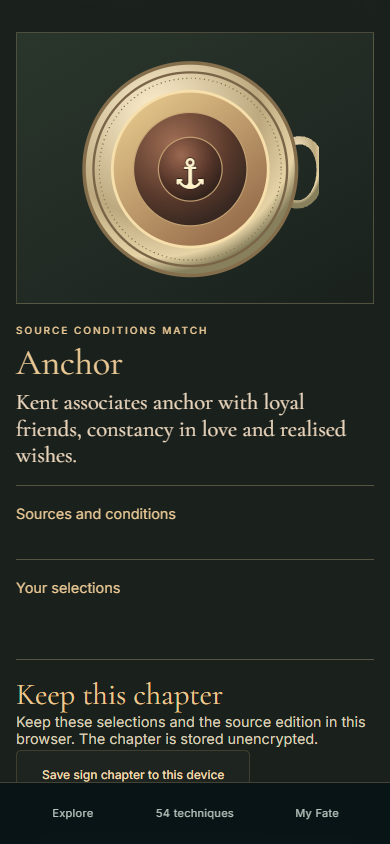 SOURCE CONDITIONS MATCH
Anchor
Kent associates anchor with loyal
friends, constancy in love and realised
wishes.
Sources and conditions
Your selections
Keep this chapter
Keep these selections and the source edition in this
browser. The chapter is stored unencrypted.
Save sign chapter to this device
Explore
54 techniques
My Fate